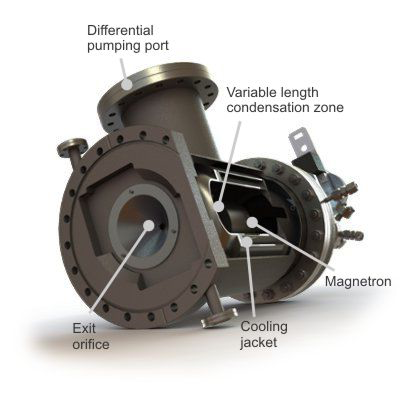 Differential
pumping port
Variable length
condensation zone
Magnetron
Cooling
jacket
Exit
orifice